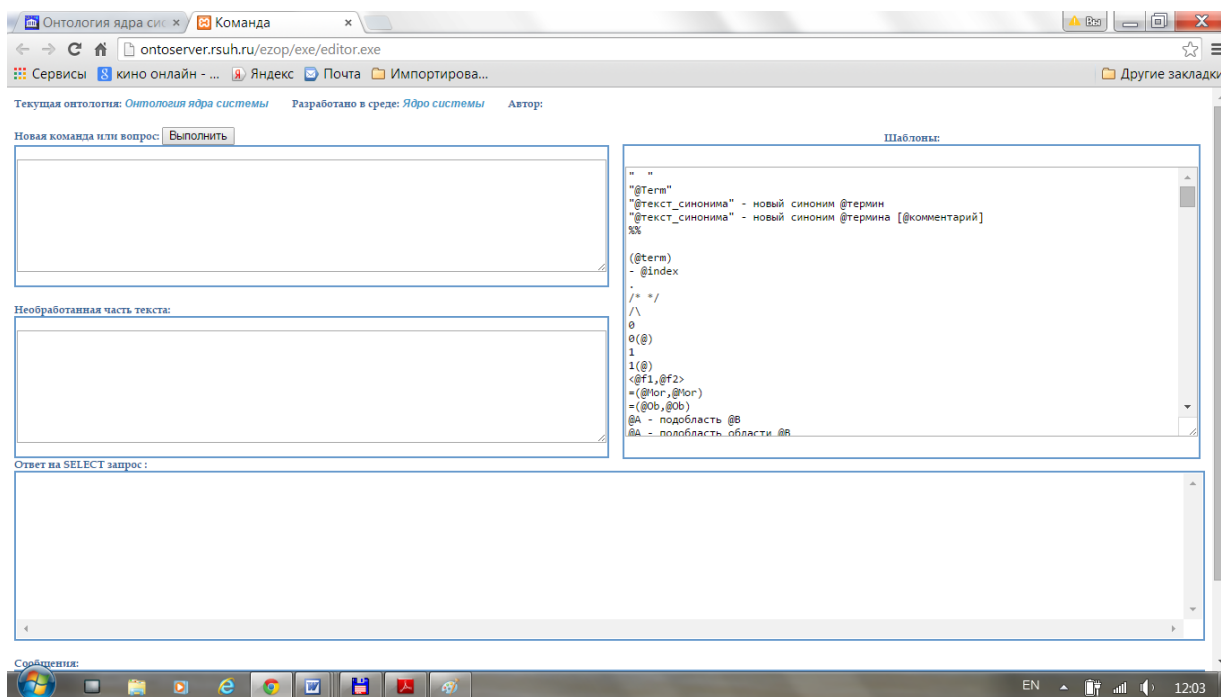 Онтология ядра сис
Команда
Вы
ontoserver.rsuh.ru/ezop/exe/editor.exe
Сервисы
кино онлайн - ...
Яндекс
Почта
Импортирова...
Другие закладки
Текущая онтология: Онтология ядра системы Разработано в среде: Ядро системы Автор:
Новая команда или вопрос: Выполнить
Шаблоны:
" "
"@Term"
"@текст_синонима" - новый синоним @термин
"@текст_синонима" - новый синоним @термина [@комментарий]
%%
(@term)
- @index
.
/* */
/\
0
0(@)
1
1(@)
<@f1,@f2>
=(@Mor,@Mor)
=(@Ob,@Ob)
@A - подобласть @B
@A - подобласть области @B
Необработанная часть текста:
Ответ на SELECT запрос :
Сообщения:
EN
12:03